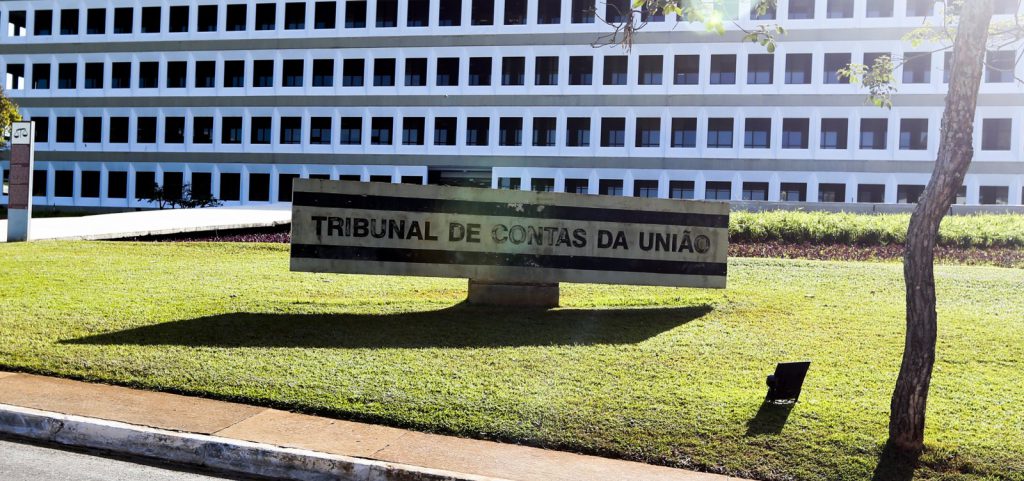 TRIBUNAL DE CONTAS DA UNIÃO